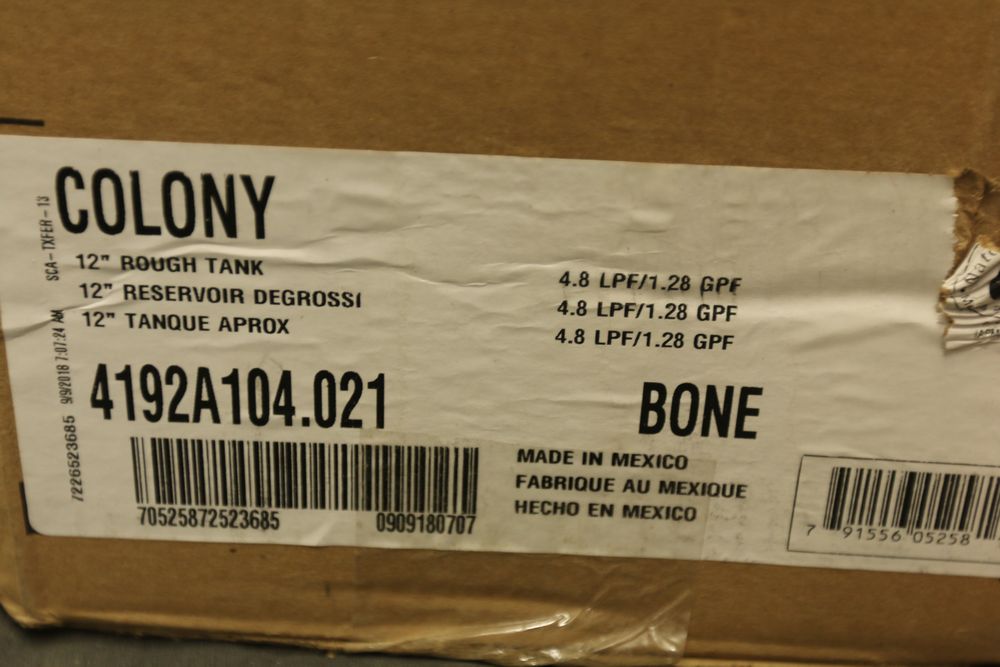 COLONY
12" ROUGH TANK
12" RESERVOIR DEGROSSI
12" TANQUE APROX
4.8 LPF/1.28 GPF
4.8 LPF/1.28 GPF
4.8 LPF/1.28 GPF
4192A104.021
BONE
70525872523685
0909180707
MADE IN MEXICO
FABRIQUE AU MEXIQUE
HECHO EN MEXICO
7 91556 05258
7226523685 9/9/2018 7:07:24 AM SCA-TXFER-13